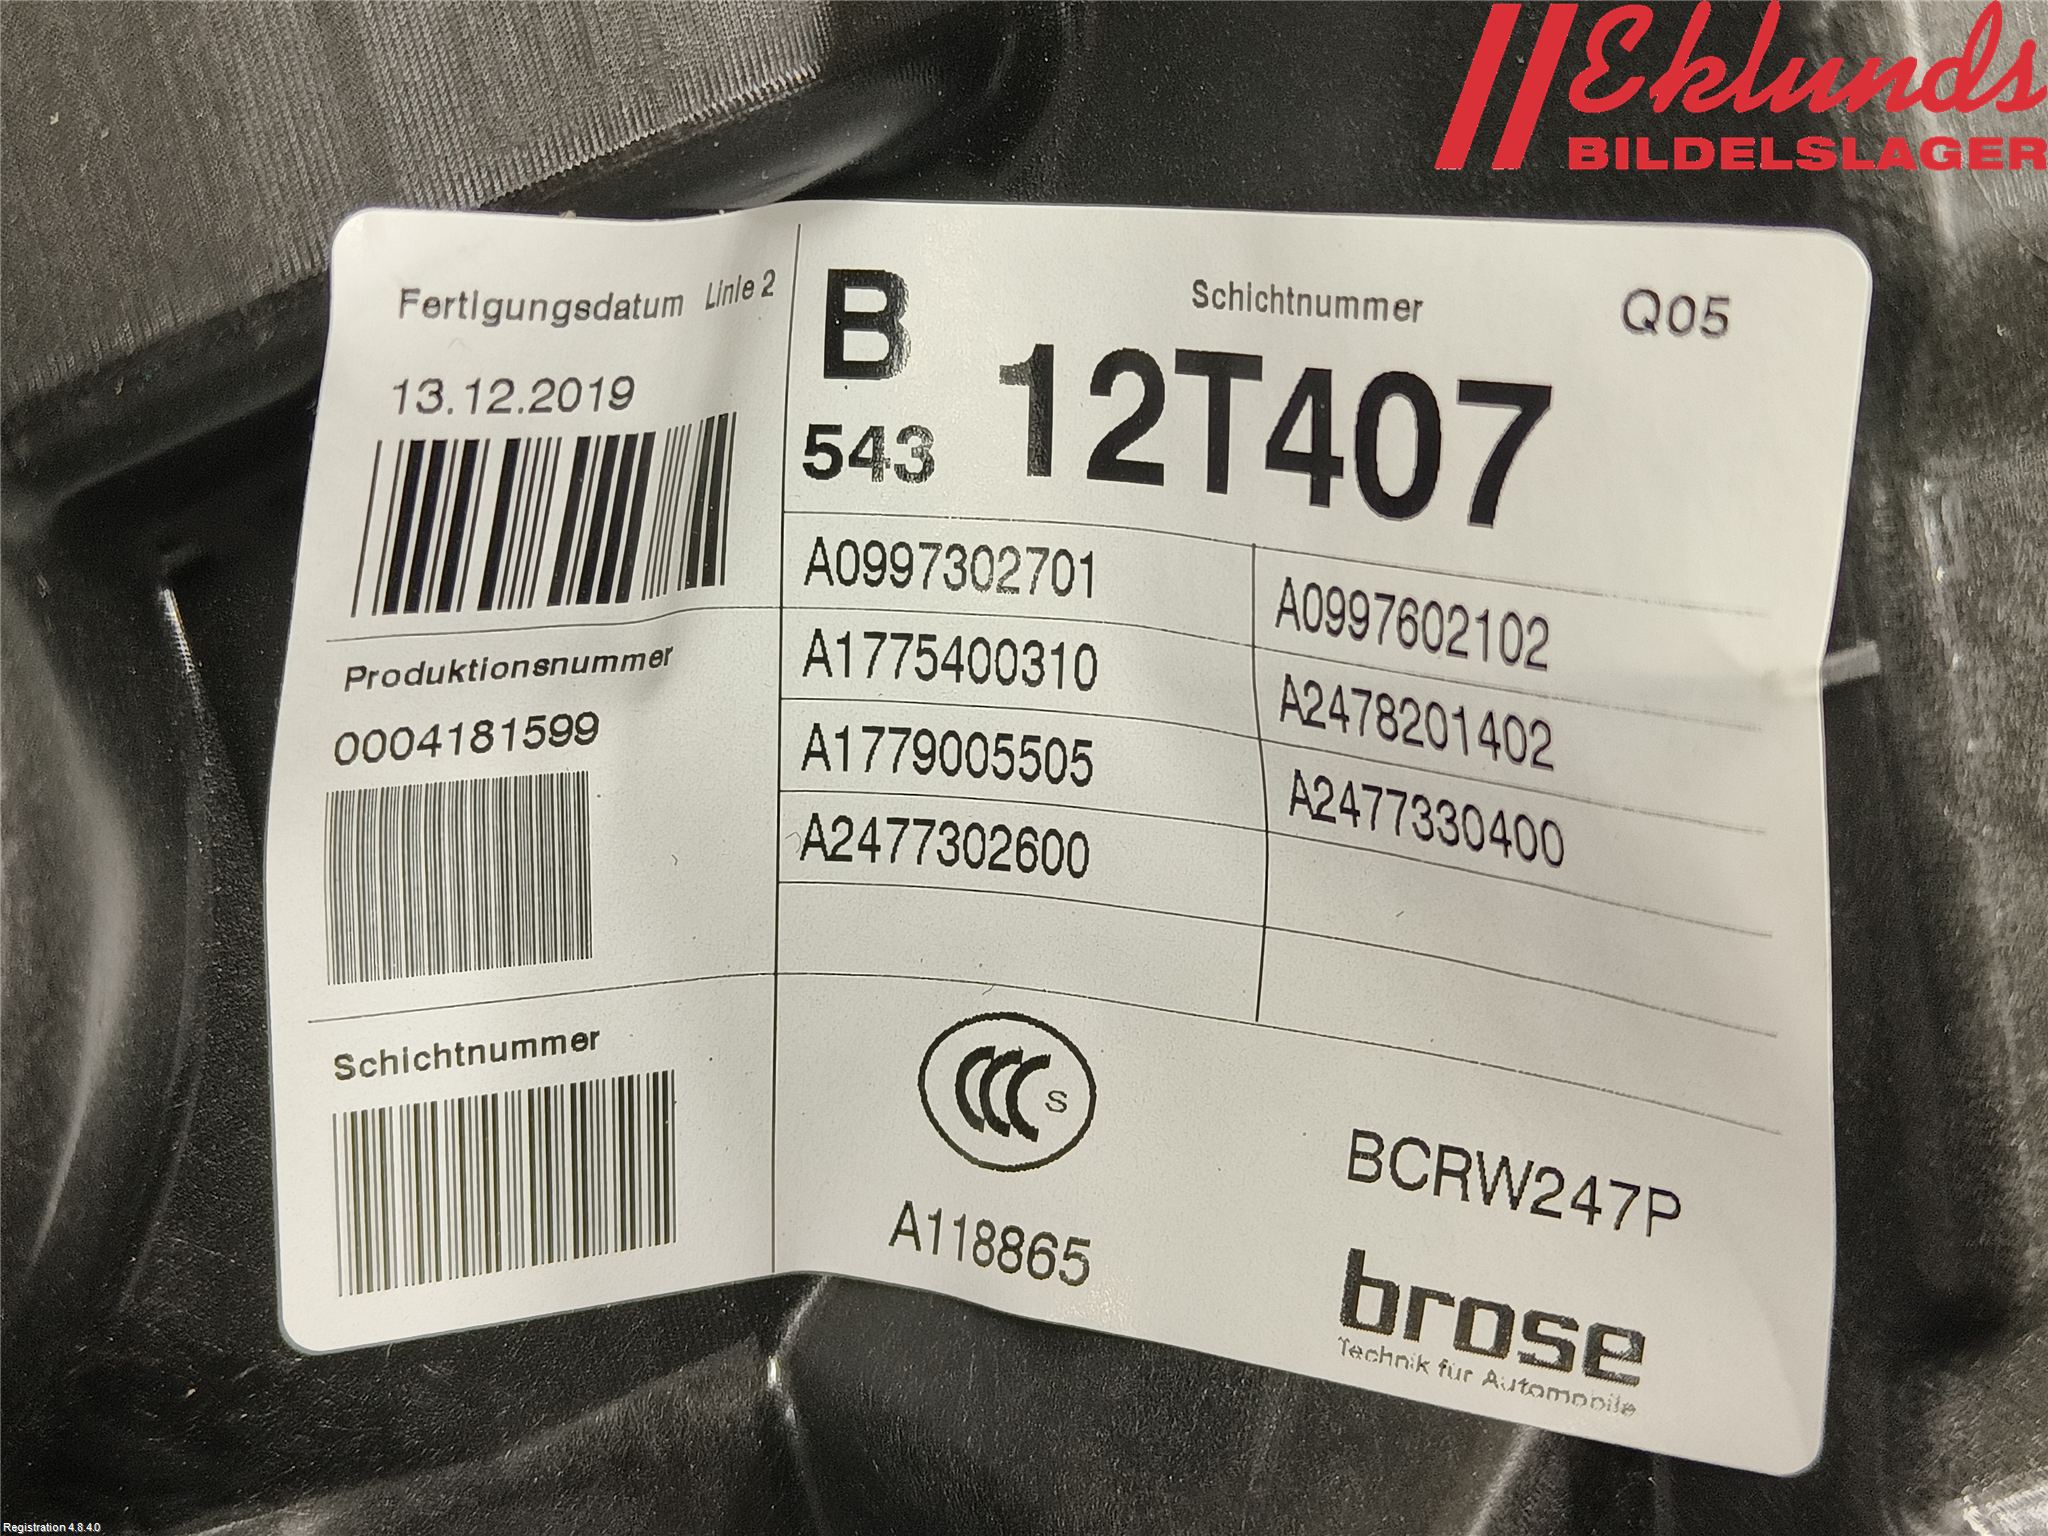 Eklunds
BILDELSLAGER
Fertigungsdatum Linie 2
13.12.2019
Produktionsnummer
0004181599
Schichtnummer
B
543
Schichtnummer
Q05
12T407
A0997302701
A1775400310
A1779005505
A2477302600
A0997602102
A2478201402
A2477330400
CCC S
A118865
BCRW247P
brose
Technik für Automobile
Registration 4.8.4.0